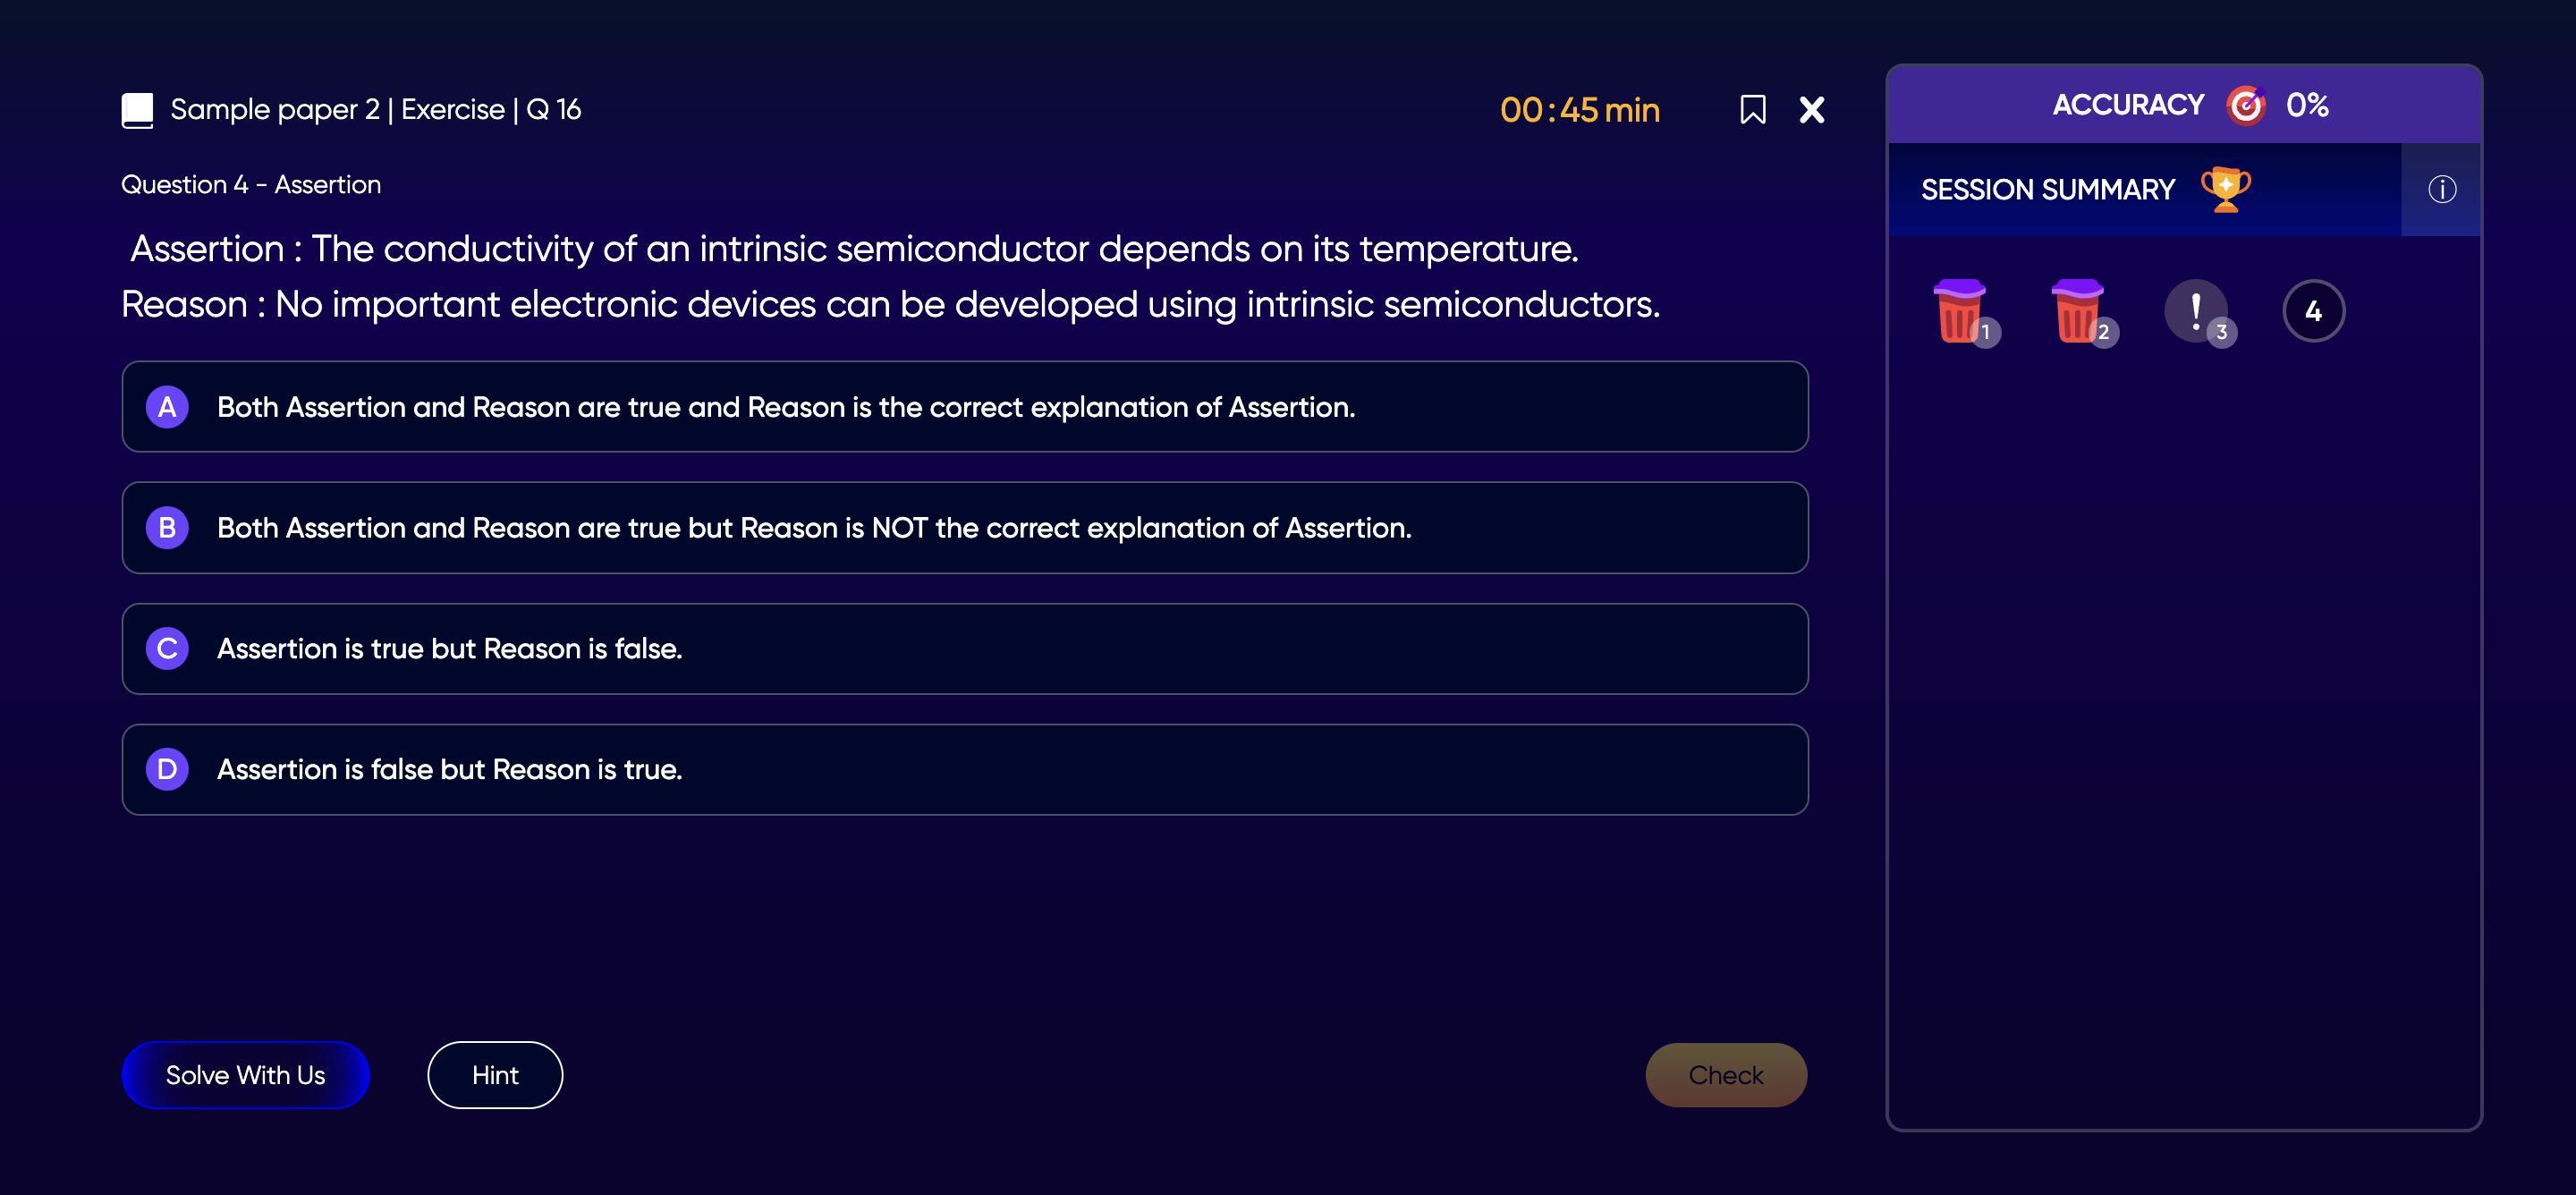 Sample paper 2 | Exercise | Q 16
00:45 min
Question 4 - Assertion
Assertion : The conductivity of an intrinsic semiconductor depends on its temperature.
Reason : No important electronic devices can be developed using intrinsic semiconductors.
A Both Assertion and Reason are true and Reason is the correct explanation of Assertion.
B Both Assertion and Reason are true but Reason is NOT the correct explanation of Assertion.
C Assertion is true but Reason is false.
D Assertion is false but Reason is true.
Solve With Us
Hint
Check
ACCURACY 0%
SESSION SUMMARY
1 2 ! 3 4